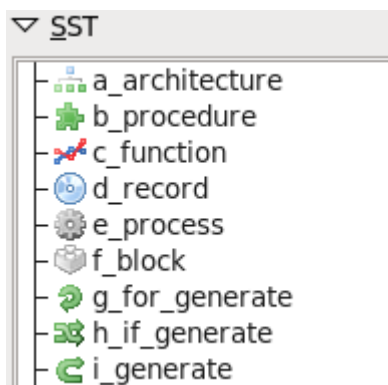 SST
a_architecture
b_procedure
c_function
d_record
e_process
f_block
g_for_generate
h_if_generate
i_generate